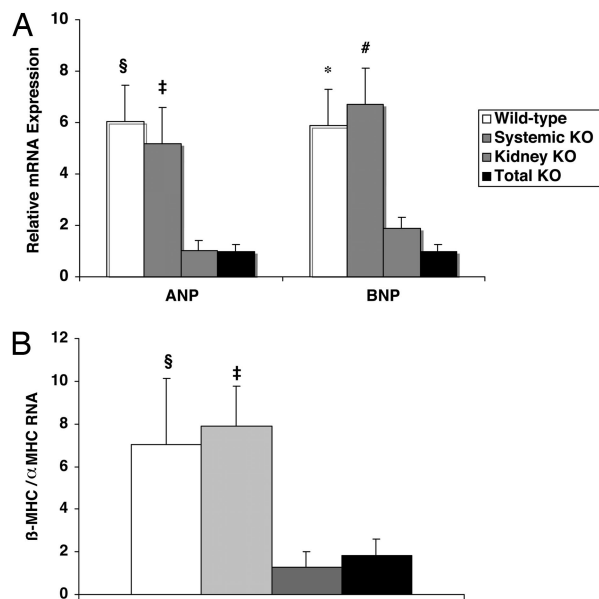 A
Relative mRNA Expression
10
8
6
4
2
0
§
‡
*
#
ANP
BNP
Wild-type
Systemic KO
Kidney KO
Total KO
B
ß-MHC /αMHC RNA
12
10
8
6
4
2
0
§
‡